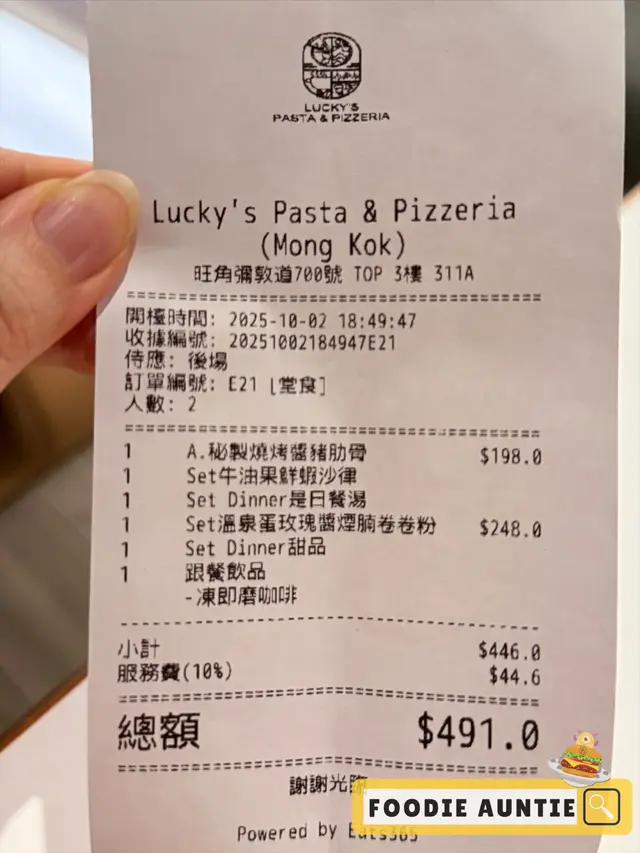 LUCKY'S
PASTA & PIZZERIA
Lucky's Pasta & Pizzeria
(Mong Kok)
旺角彌敦道700號 TOP 3樓 311A
開檯時間: 2025-10-02 18:49:47
收據編號: 20251002184947E21
侍應: 後場
訂單編號: E21 [堂食]
人數: 2
1 A.秘製燒烤醬豬肋骨 $198.0
1 Set牛油果鮮蝦沙律
1 Set Dinner是日餐湯
1 Set溫泉蛋玫瑰醬煙腩卷卷粉 $248.0
1 Set Dinner甜品
1 跟餐飲品
-凍即磨咖啡
小計 $446.0
服務費(10%) $44.6
總額 $491.0
謝謝光臨
FOODIE AUNTIE
Powered by Eats365